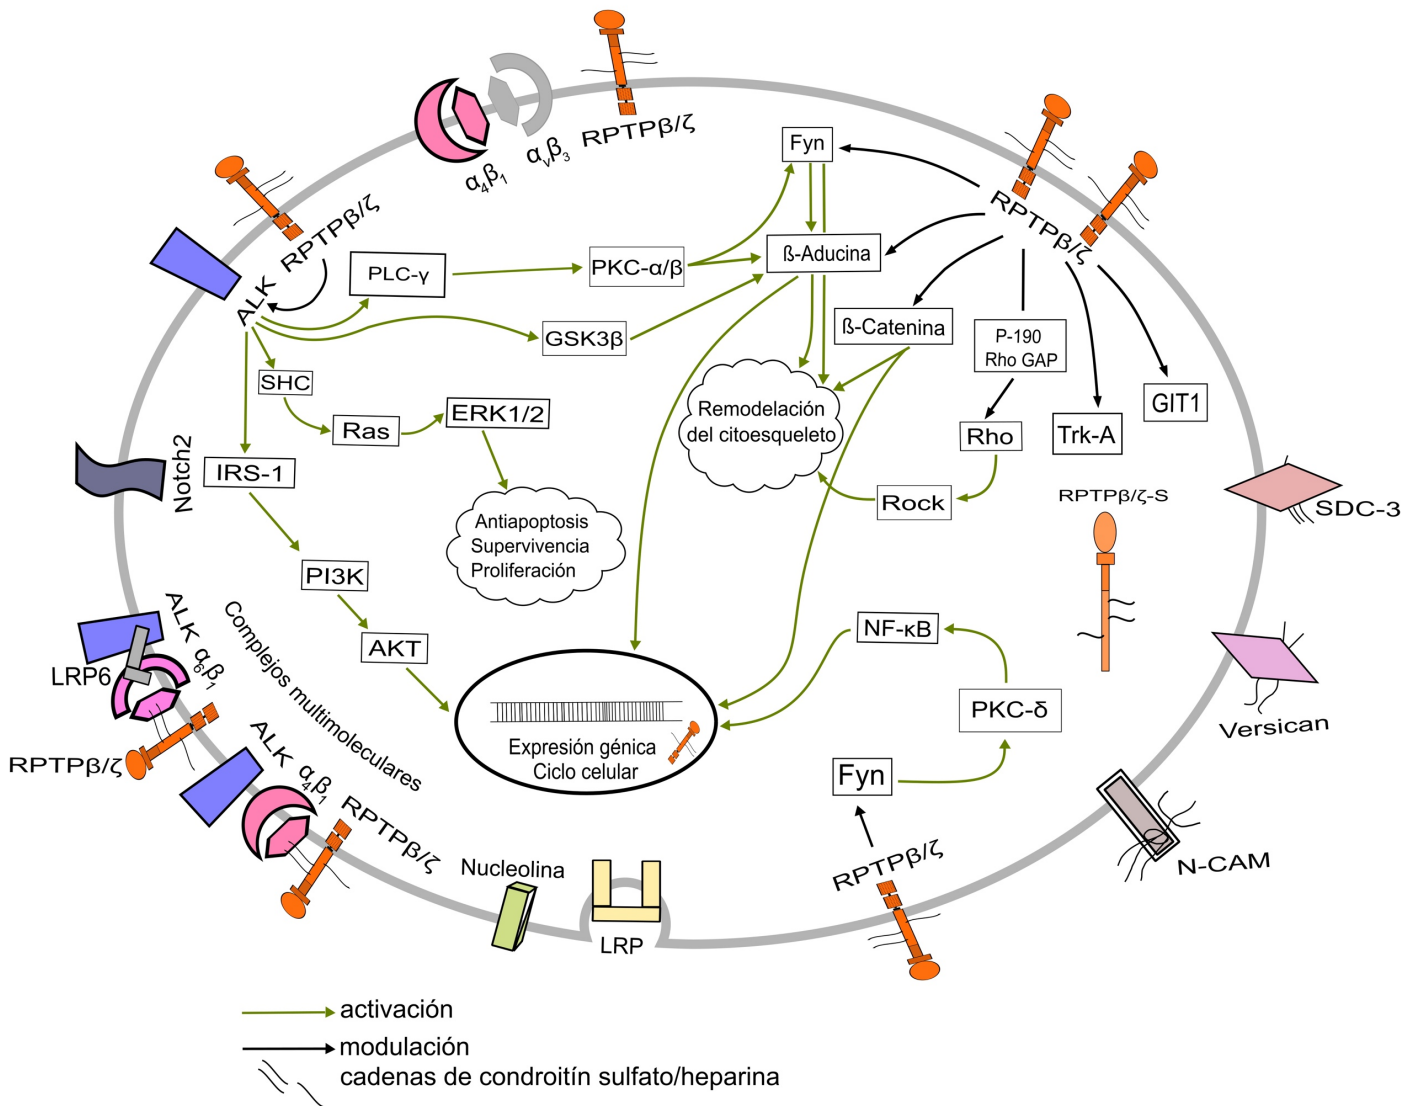 RPTPβ/ζ
α4β1
αvβ3
RPTPβ/ζ
Fyn
RPTPβ/ζ
ALK
PLC-γ
PKC-α/β
ß-Aducina
GSK3β
ß-Catenina
P-190
Rho GAP
SHC
Ras
ERK1/2
Remodelación
del citoesqueleto
Rho
Trk-A
GIT1
Notch2
IRS-1
Rock
RPTPβ/ζ-S
SDC-3
Antiapoptosis
Supervivencia
Proliferación
PI3K
AKT
NF-κB
PKC-δ
ALK α6β1
LRP6
RPTPβ/ζ
Complejos multimoleculares
ALK α4β1
RPTPβ/ζ
Expresión génica
Ciclo celular
Fyn
RPTPβ/ζ
Versican
N-CAM
Nucleolina
LRP
activación
modulación
cadenas de condroitín sulfato/heparina